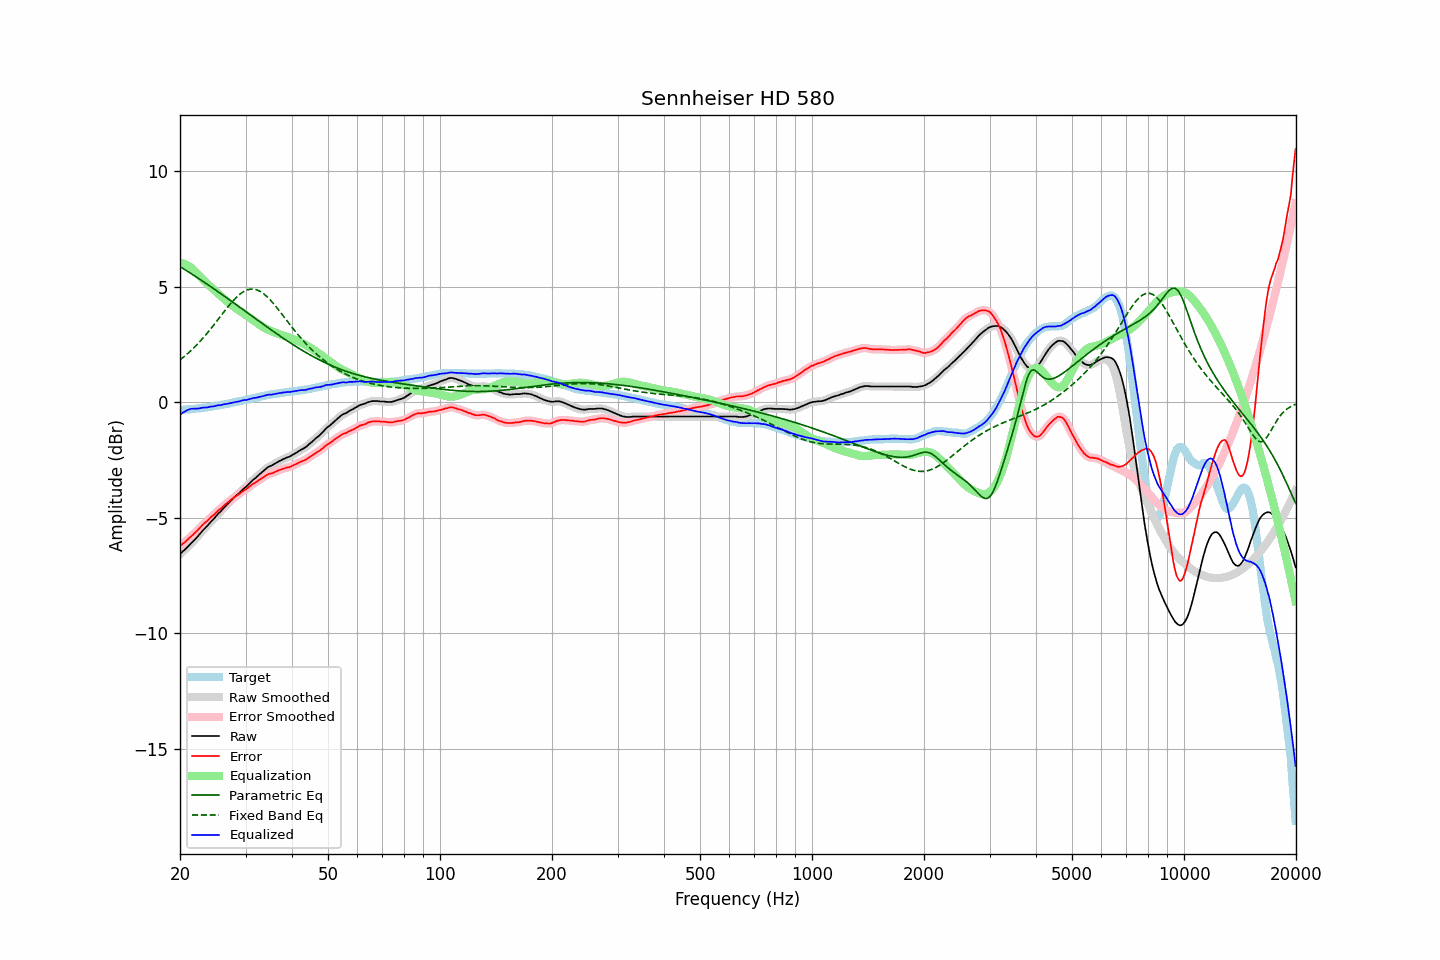 Sennheiser HD 580
Amplitude (dBr)
10
5
0
−5
−10
−15
Target
Raw Smoothed
Error Smoothed
Raw
Error
Equalization
Parametric Eq
Fixed Band Eq
Equalized
20 50 100 200 500 1000 2000 5000 10000 20000
Frequency (Hz)